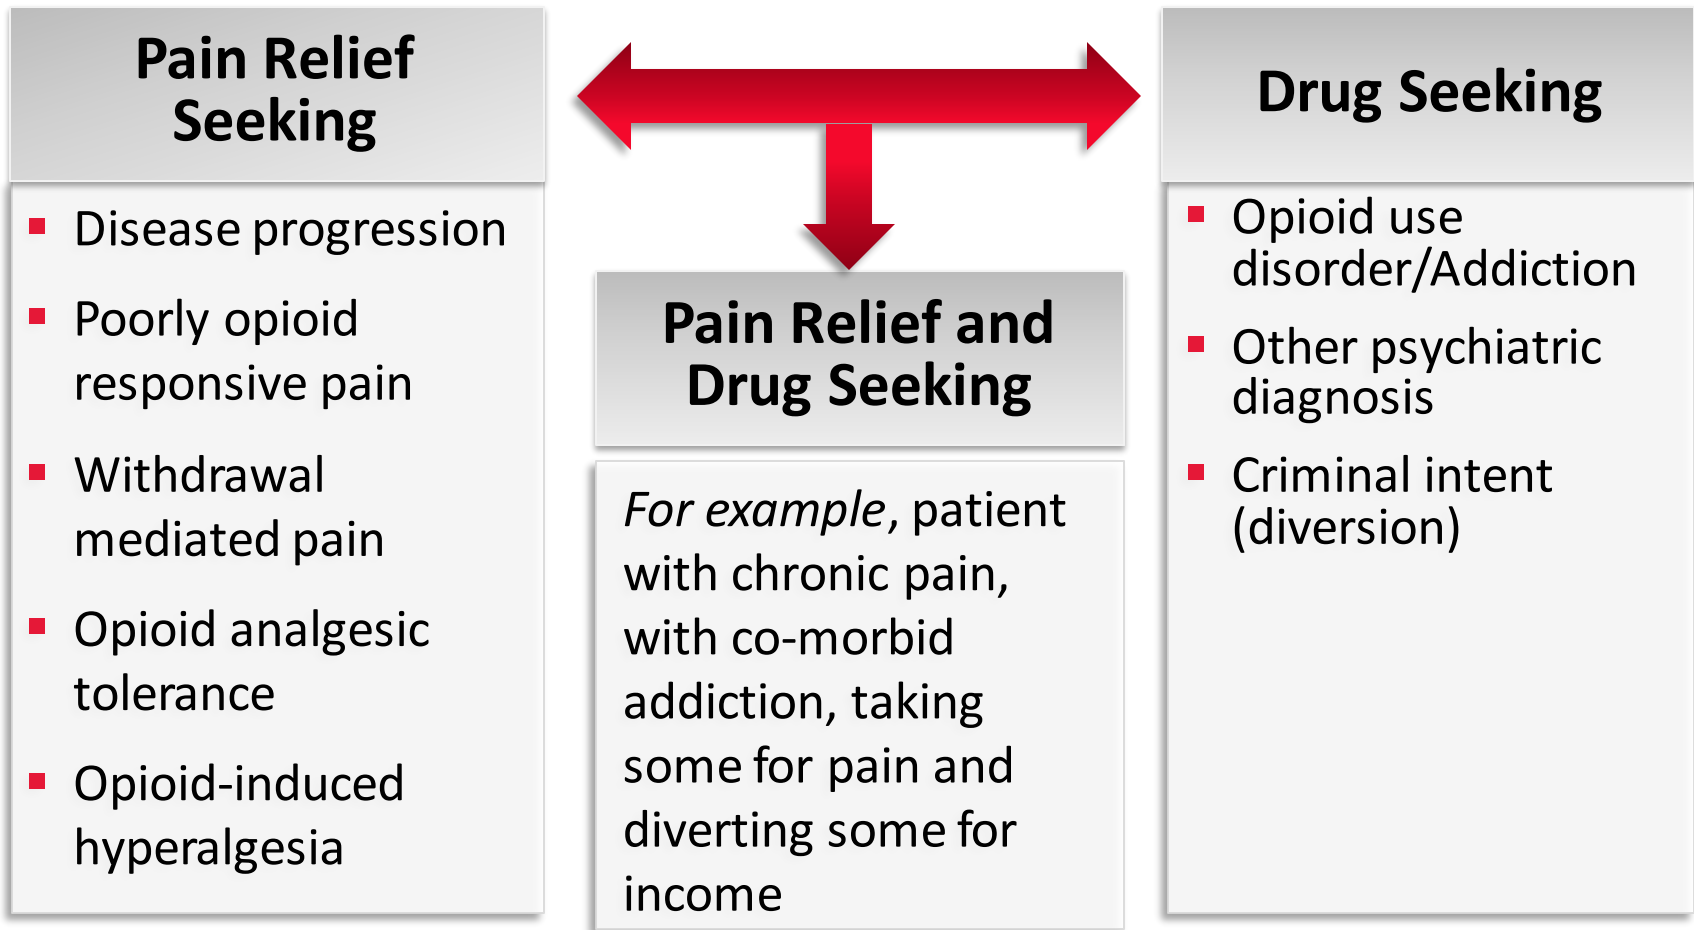 Pain Relief
Seeking
Disease progression
Poorly opioid
responsive pain
Withdrawal
mediated pain
Opioid analgesic
tolerance
Opioid-induced
hyperalgesia
Pain Relief and
Drug Seeking
For example, patient
with chronic pain,
with co-morbid
addiction, taking
some for pain and
diverting some for
income
Drug Seeking
Opioid use
disorder/Addiction
Other psychiatric
diagnosis
Criminal intent
(diversion)